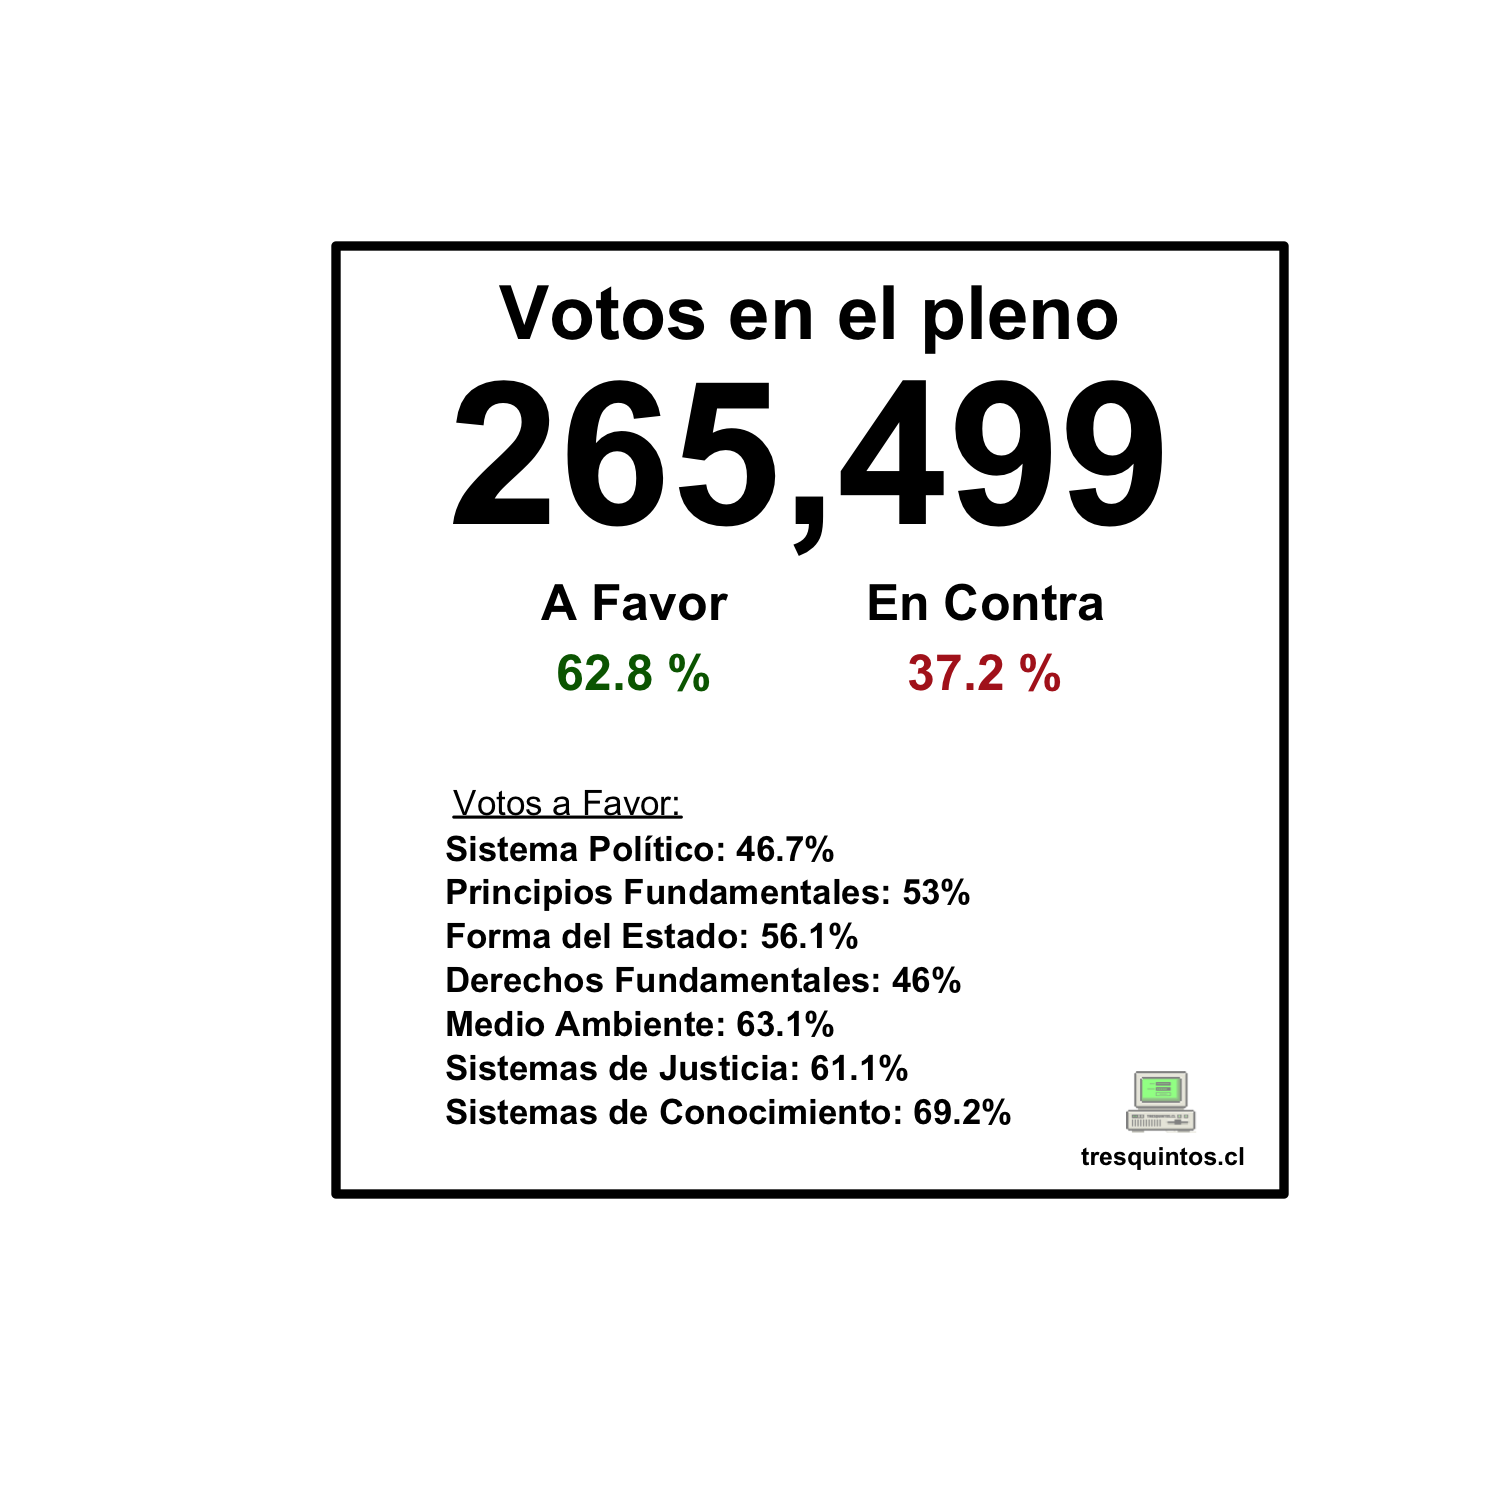 Votos en el pleno
265,499
A Favor En Contra
62.8 % 37.2 %
Votos a Favor:
Sistema Político: 46.7%
Principios Fundamentales: 53%
Forma del Estado: 56.1%
Derechos Fundamentales: 46%
Medio Ambiente: 63.1%
Sistemas de Justicia: 61.1%
Sistemas de Conocimiento: 69.2%
tresquintos.cl